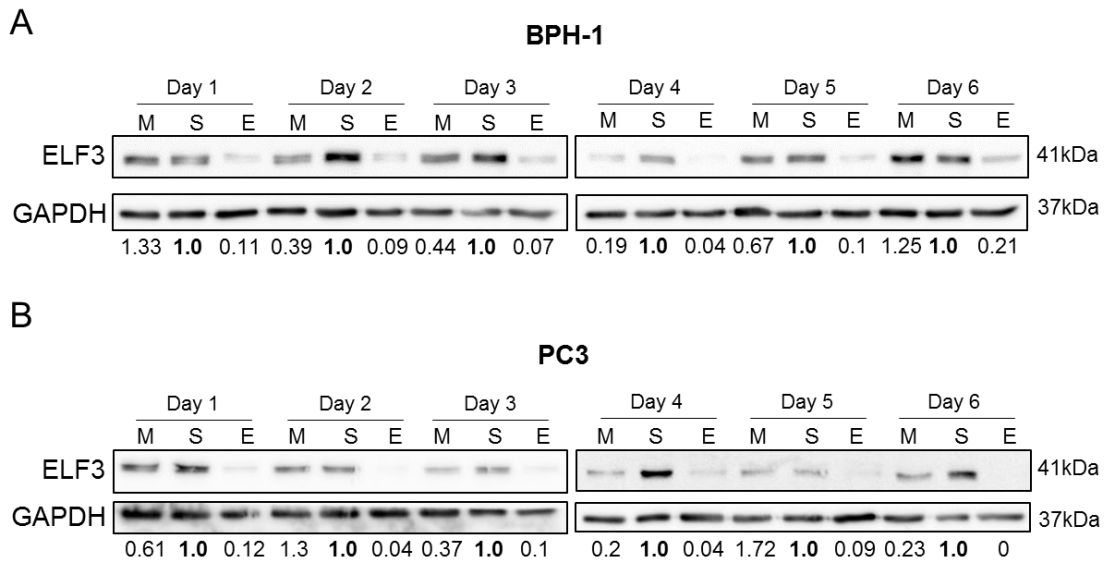 A
BPH-1
Day 1 Day 2 Day 3 Day 4 Day 5 Day 6
M S E M S E M S E M S E M S E M S E
ELF3 41kDa
GAPDH 37kDa
1.33 1.0 0.11 0.39 1.0 0.09 0.44 1.0 0.07 0.19 1.0 0.04 0.67 1.0 0.1 1.25 1.0 0.21
B
PC3
Day 1 Day 2 Day 3 Day 4 Day 5 Day 6
M S E M S E M S E M S E M S E M S E
ELF3 41kDa
GAPDH 37kDa
0.61 1.0 0.12 1.3 1.0 0.04 0.37 1.0 0.1 0.2 1.0 0.04 1.72 1.0 0.09 0.23 1.0 0